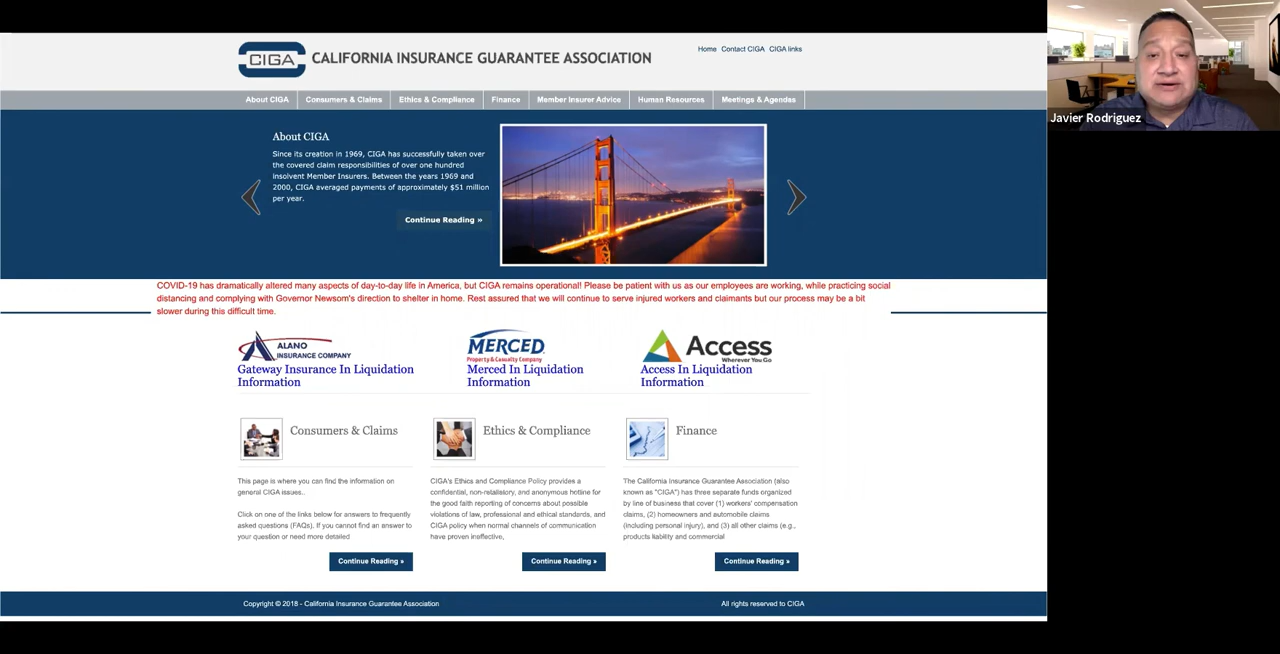 CIGA CALIFORNIA INSURANCE GUARANTEE ASSOCIATION
Home Contact CIGA CIGA links
About CIGA Consumers & Claims Ethics & Compliance Finance Member Insurer Advice Human Resources Meetings & Agendas
About CIGA
Since its creation in 1969, CIGA has successfully taken over
the covered claim responsibilities of over one hundred
insolvent Member Insurers. Between the years 1969 and
2000, CIGA averaged payments of approximately $51 million
per year.
Continue Reading »
COVID-19 has dramatically altered many aspects of day-to-day life in America, but CIGA remains operational! Please be patient with us as our employees are working, while practicing social
distancing and complying with Governor Newsom's direction to shelter in home. Rest assured that we will continue to serve injured workers and claimants but our process may be a bit
slower during this difficult time.
ALANO
INSURANCE COMPANY
Gateway Insurance In Liquidation
Information
MERCED
Property & Casualty Company
Merced In Liquidation
Information
Access
Wherever You Go
Access In Liquidation
Information
Consumers & Claims
This page is where you can find the information on
general CIGA issues..
Click on one of the links below for answers to frequently
asked questions (FAQs). If you cannot find an answer to
your question or need more detailed
Continue Reading »
Ethics & Compliance
CIGA's Ethics and Compliance Policy provides a
confidential, non-retaliatory, and anonymous hotline for
the good faith reporting of concerns about possible
violations of law, professional and ethical standards, and
CIGA policy when normal channels of communication
have proven ineffective,
Continue Reading »
Finance
The California Insurance Guarantee Association (also
known as "CIGA") has three separate funds organized
by line of business that cover (1) workers' compensation
claims, (2) homeowners and automobile claims
(including personal injury), and (3) all other claims (e.g.,
products liability and commercial
Continue Reading »
Copyright © 2018 - California Insurance Guarantee Association
All rights reserved to CIGA
Javier Rodriguez